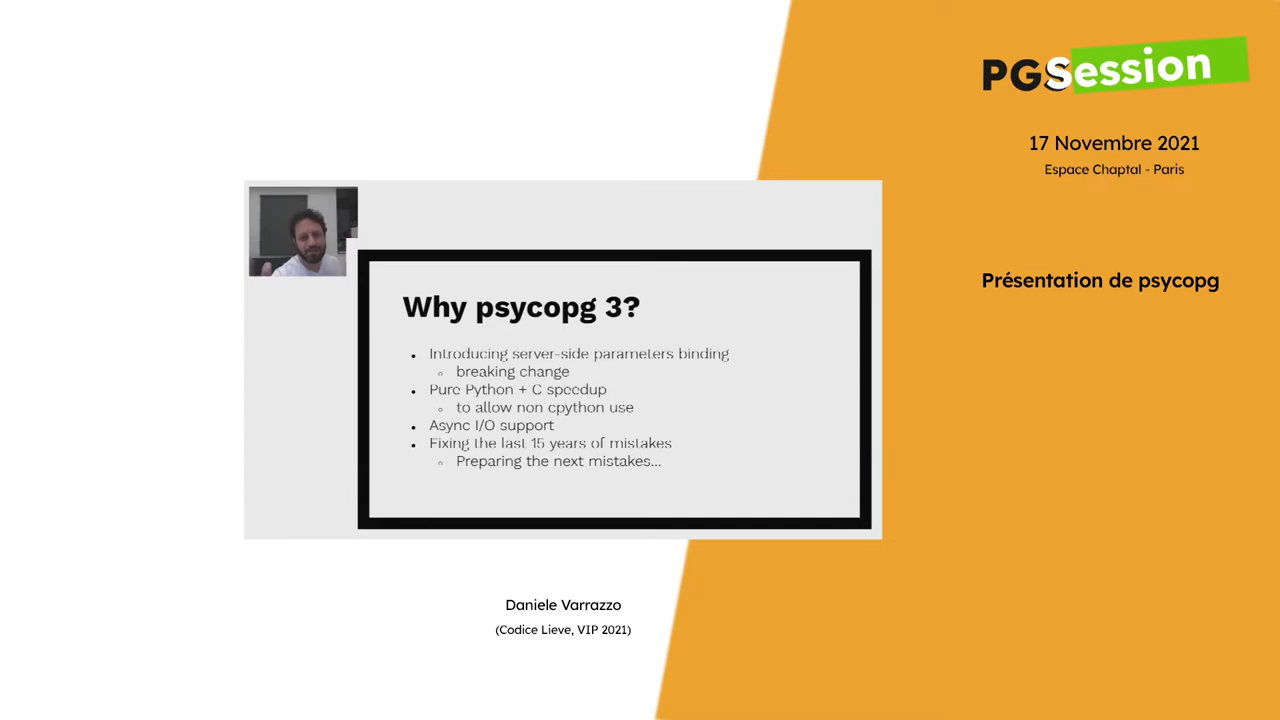 PGSession
17 Novembre 2021
Espace Chaptal - Paris
Présentation de psycopg
Why psycopg 3?
• Introducing server-side parameters binding
◦ breaking change
• Pure Python + C speedup
◦ to allow non cpython use
• Async I/O support
• Fixing the last 15 years of mistakes
◦ Preparing the next mistakes...
Daniele Varrazzo
(Codice Lieve, VIP 2021)